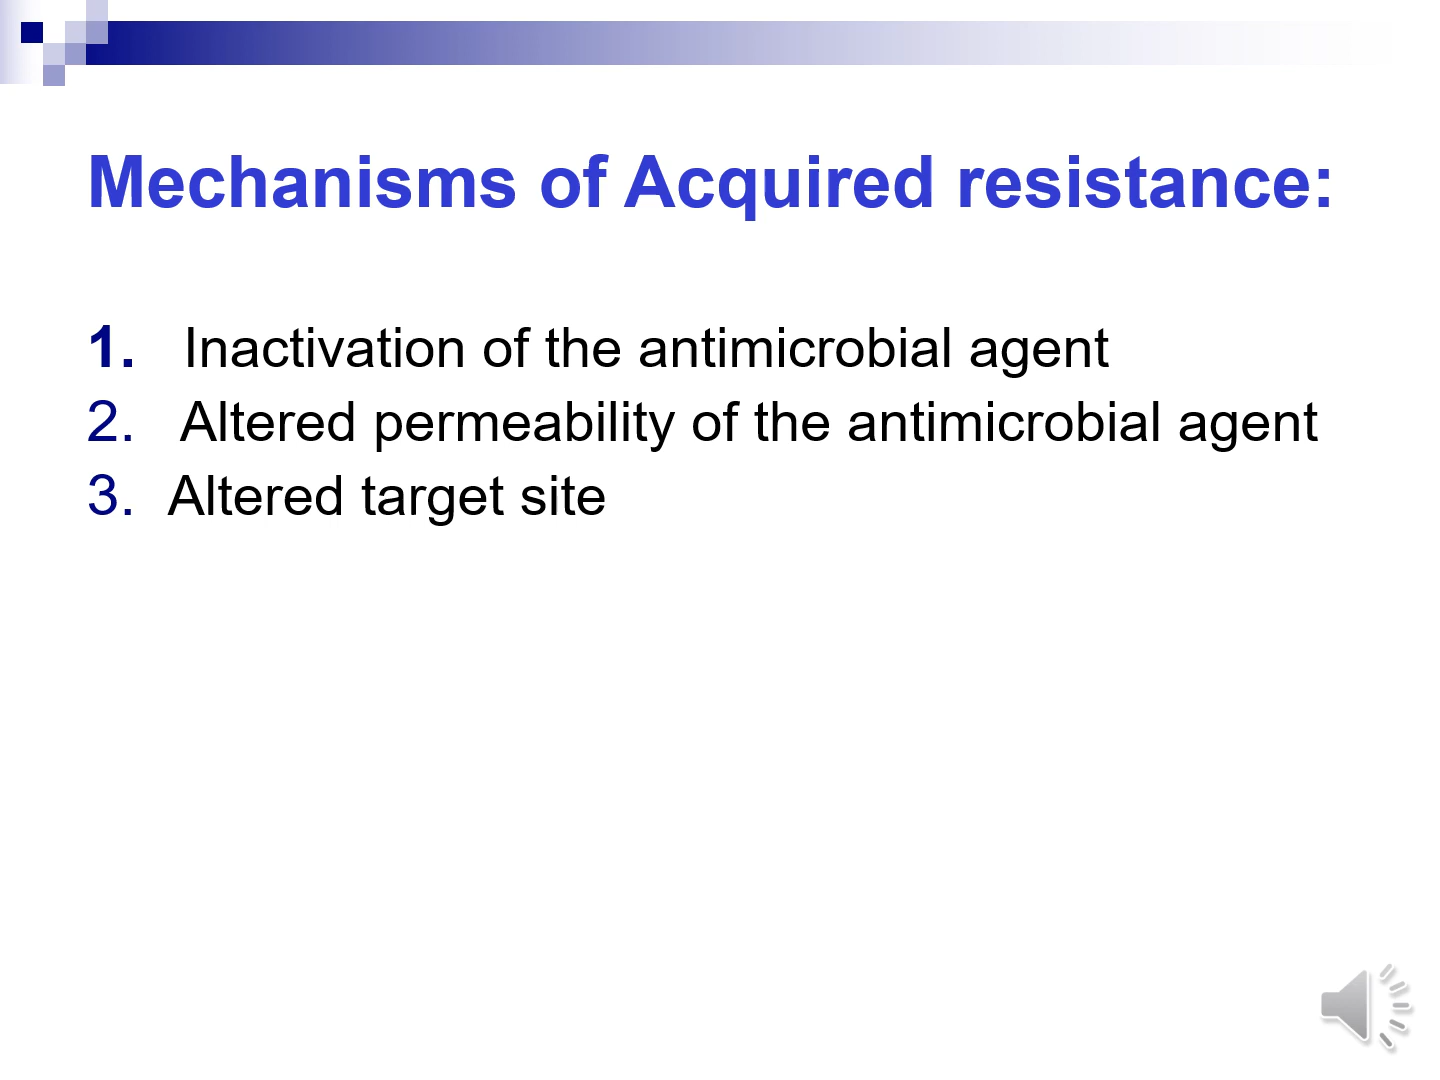 Mechanisms of Acquired resistance:
1. Inactivation of the antimicrobial agent
2. Altered permeability of the antimicrobial agent
3. Altered target site